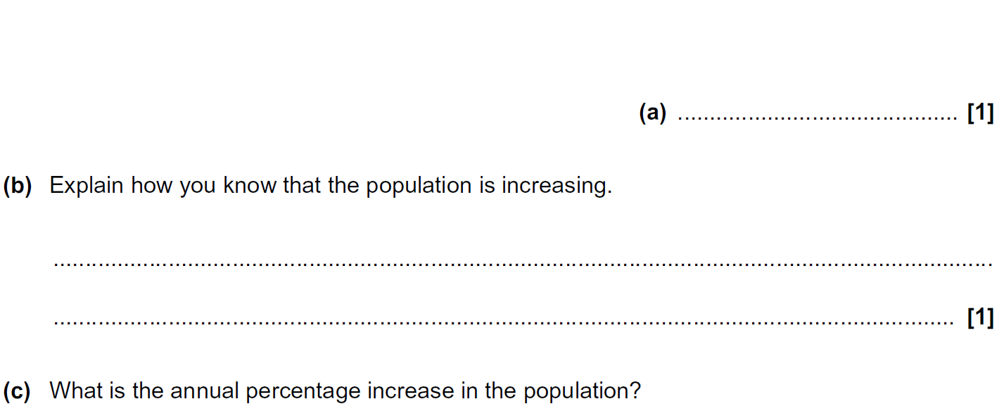 (a) ............................................ [1]
(b) Explain how you know that the population is increasing.
....................................................................................................................................................
.............................................................................................................................................. [1]
(c) What is the annual percentage increase in the population?